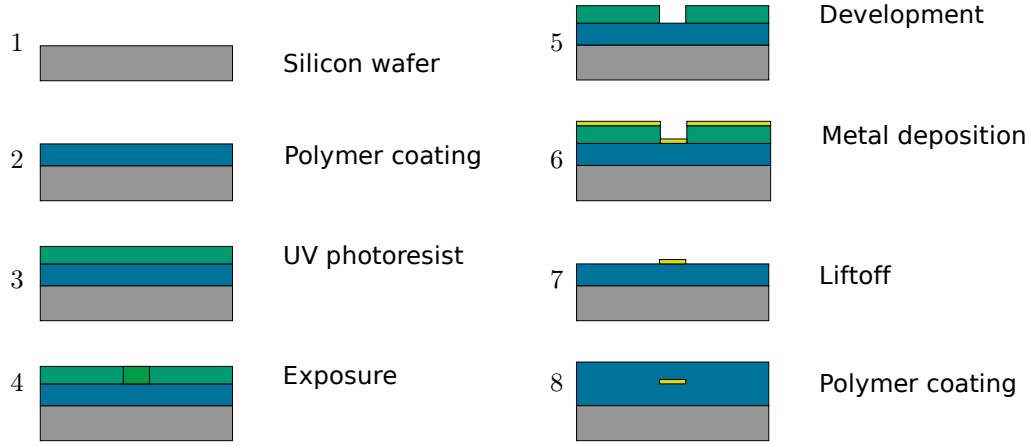 1
Silicon wafer
2
Polymer coating
3
UV photoresist
4
Exposure
5
Development
6
Metal deposition
7
Liftoff
8
Polymer coating